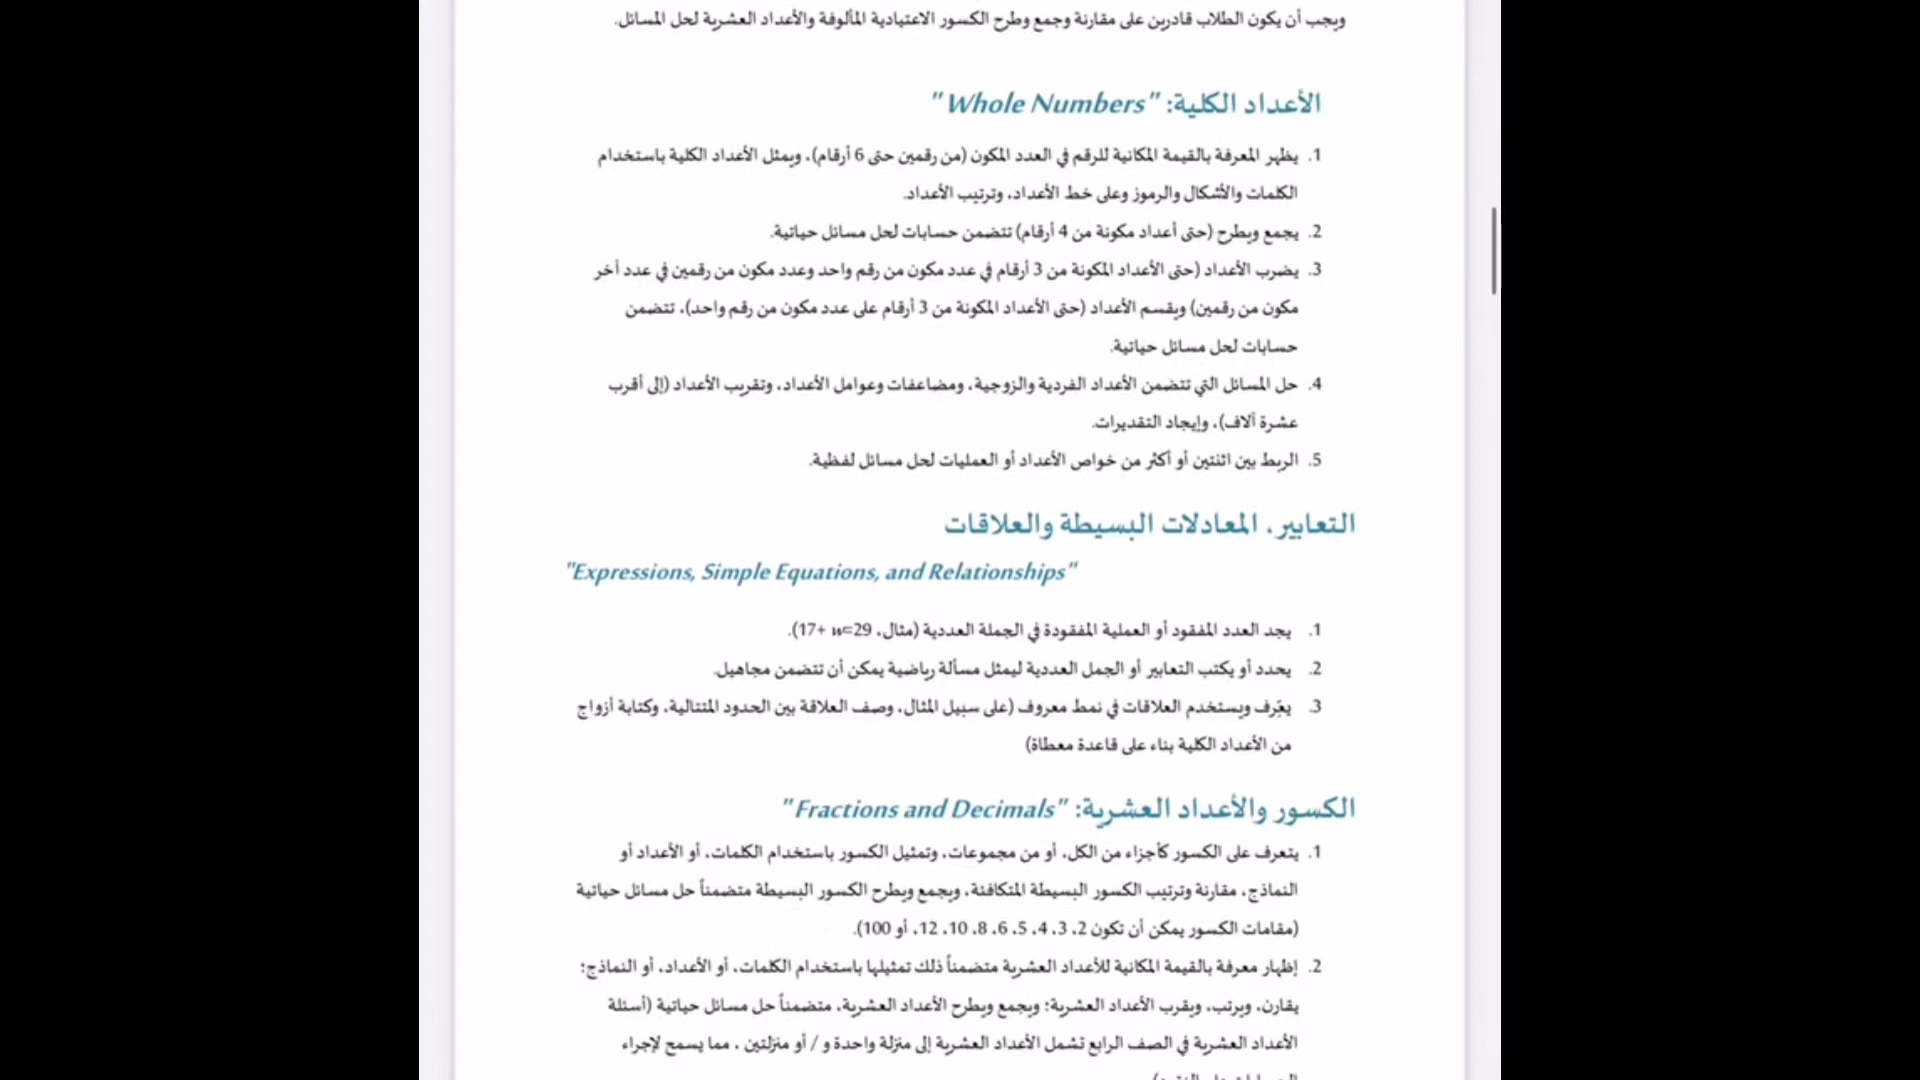 ويجب أن يكون الطلاب قادرين على مقارنة وجمع وطرح الكسور الاعتيادية المألوفة والأعداد العشرية لحل المسائل.
الأعداد الكلية: "Whole Numbers"
1. يظهر المعرفة بالقيمة المكانية للرقم في العدد المكون (من رقمين حتى 6 أرقام)، ويمثل الأعداد الكلية باستخدام
الكلمات والأشكال والرموز وعلى خط الأعداد، وترتيب الأعداد.
2. يجمع ويطرح (حتى أعداد مكونة من 4 أرقام) تتضمن حسابات لحل مسائل حياتية.
3. يضرب الأعداد (حتى الأعداد المكونة من 3 أرقام في عدد مكون من رقم واحد وعدد مكون من رقمين في عدد أخر
مكون من رقمين) ويقسم الأعداد (حتى الأعداد المكونة من 3 أرقام على عدد مكون من رقم واحد)، تتضمن
حسابات لحل مسائل حياتية.
4. حل المسائل التي تتضمن الأعداد الفردية والزوجية، ومضاعفات وعوامل الأعداد، وتقريب الأعداد (إلى أقرب
عشرة ألاف)، وإيجاد التقديرات.
5. الربط بين اثنتين أو أكثر من خواص الأعداد أو العمليات لحل مسائل لفظية.
التعابير، المعادلات البسيطة والعلاقات
"Expressions, Simple Equations, and Relationships"
1. يجد العدد المفقود أو العملية المفقودة في الجملة العددية (مثال، 17+ w=29).
2. يحدد أو يكتب التعابير أو الجمل العددية ليمثل مسألة رياضية يمكن أن تتضمن مجاهيل.
3. يعّرف ويستخدم العلاقات في نمط معروف (على سبيل المثال، وصف العلاقة بين الحدود المتتالية، وكتابة أزواج
من الأعداد الكلية بناء على قاعدة معطاة)
الكسور والأعداد العشرية: "Fractions and Decimals"
1. يتعرف على الكسور كأجزاء من الكل، أو من مجموعات، وتمثيل الكسور باستخدام الكلمات، أو الأعداد أو
النماذج، مقارنة وترتيب الكسور البسيطة المتكافئة، ويجمع ويطرح الكسور البسيطة متضمناً حل مسائل حياتية
(مقامات الكسور يمكن أن تكون 2، 3، 4، 5، 6، 8، 10، 12، أو 100).
2. إظهار معرفة بالقيمة المكانية للأعداد العشرية متضمناً ذلك تمثيلها باستخدام الكلمات، أو الأعداد، أو النماذج؛
يقارن، ويرتب، ويقرب الأعداد العشرية؛ ويجمع ويطرح الأعداد العشرية، متضمناً حل مسائل حياتية (أسئلة
الأعداد العشرية في الصف الرابع تشمل الأعداد العشرية إلى منزلة واحدة و / أو منزلتين ، مما يسمح لإجراء